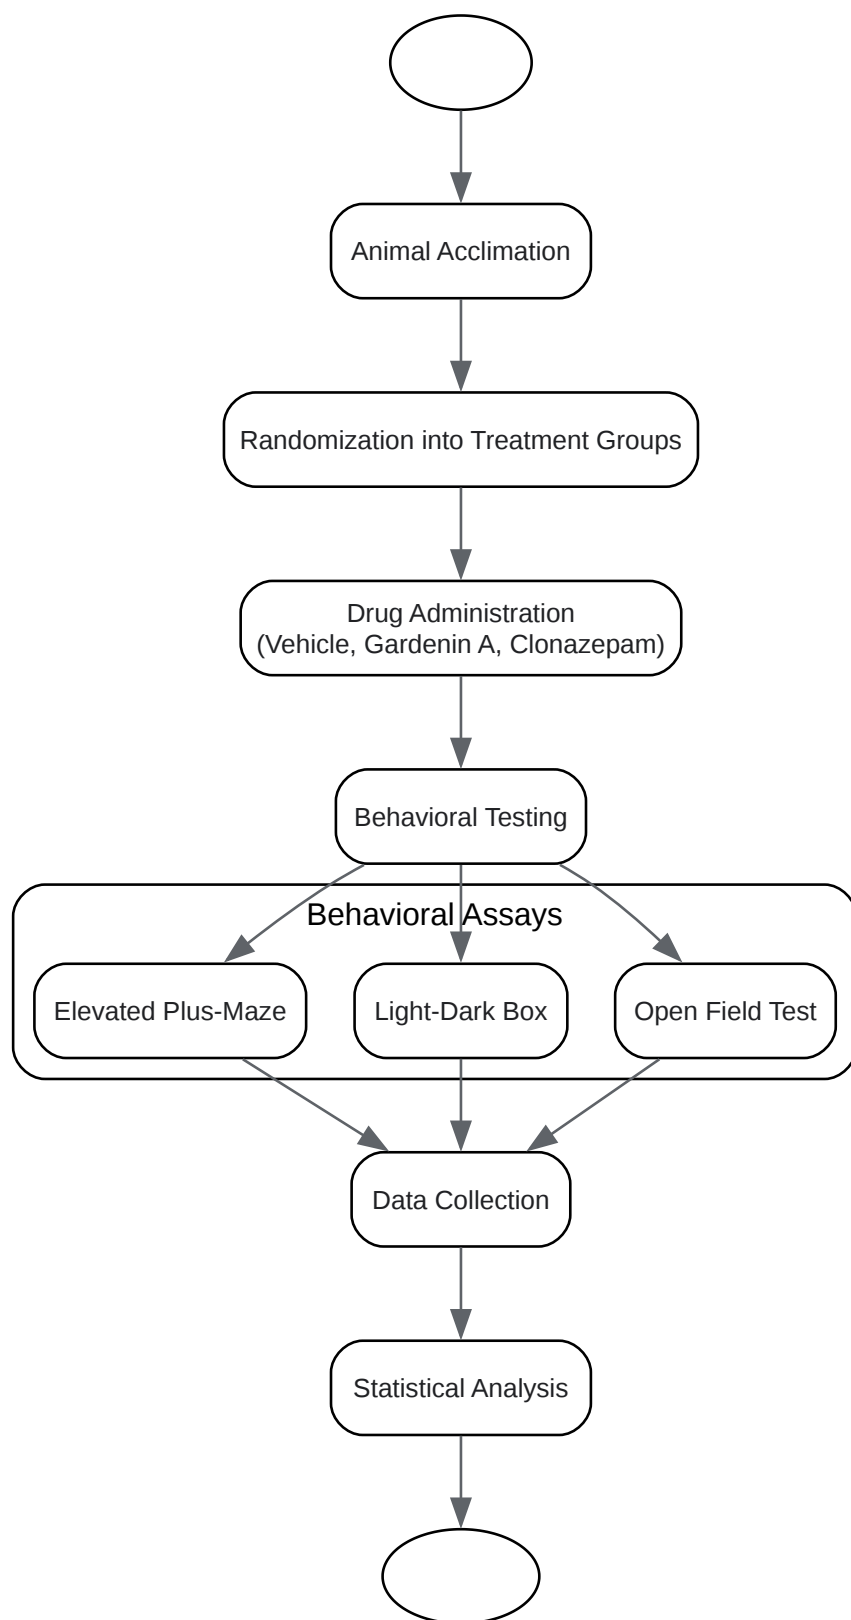 Animal Acclimation
Randomization into Treatment Groups
Drug Administration
(Vehicle, Gardenin A, Clonazepam)
Behavioral Testing
Behavioral Assays
Elevated Plus-Maze
Light-Dark Box
Open Field Test
Data Collection
Statistical Analysis